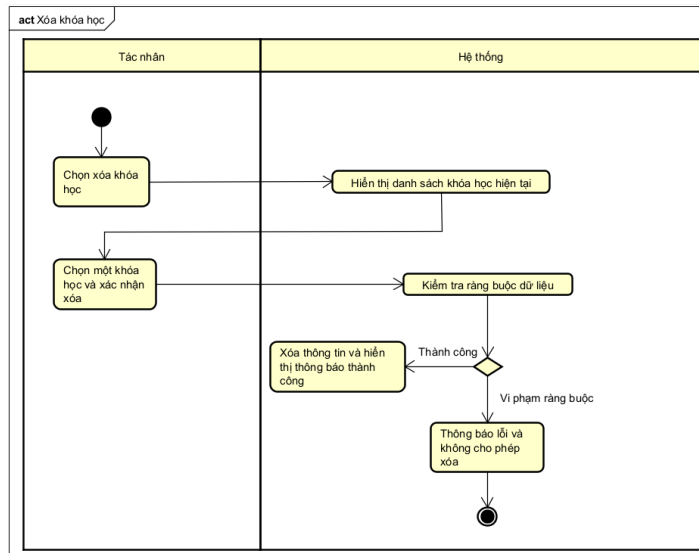 act Xóa khóa học
Tác nhân
Hệ thống
Chọn xóa khóa
học
Hiển thị danh sách khóa học hiện tại
Chọn một khóa
học và xác nhận
xóa
Kiểm tra ràng buộc dữ liệu
Thành công
Xóa thông tin và hiển
thị thông báo thành
công
Vi phạm ràng buộc
Thông báo lỗi và
không cho phép
xóa